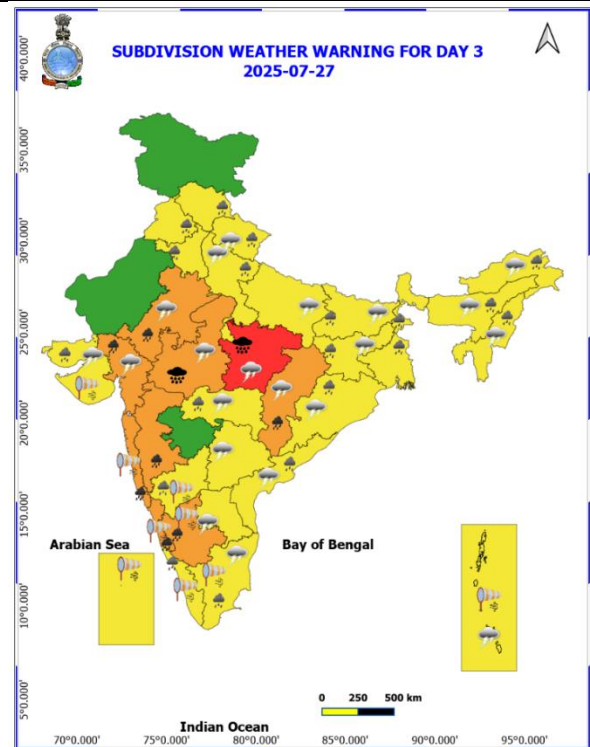 SUBDIVISION WEATHER WARNING FOR DAY 3
2025-07-27
40°0.000'
35°0.000'
30°0.000'
25°0.000'
20°0.000'
15°0.000'
10°0.000'
5°0.000'
Arabian Sea
Bay of Bengal
0 250 500 km
Indian Ocean
70°0.000' 75°0.000' 80°0.000' 85°0.000' 90°0.000' 95°0.000'